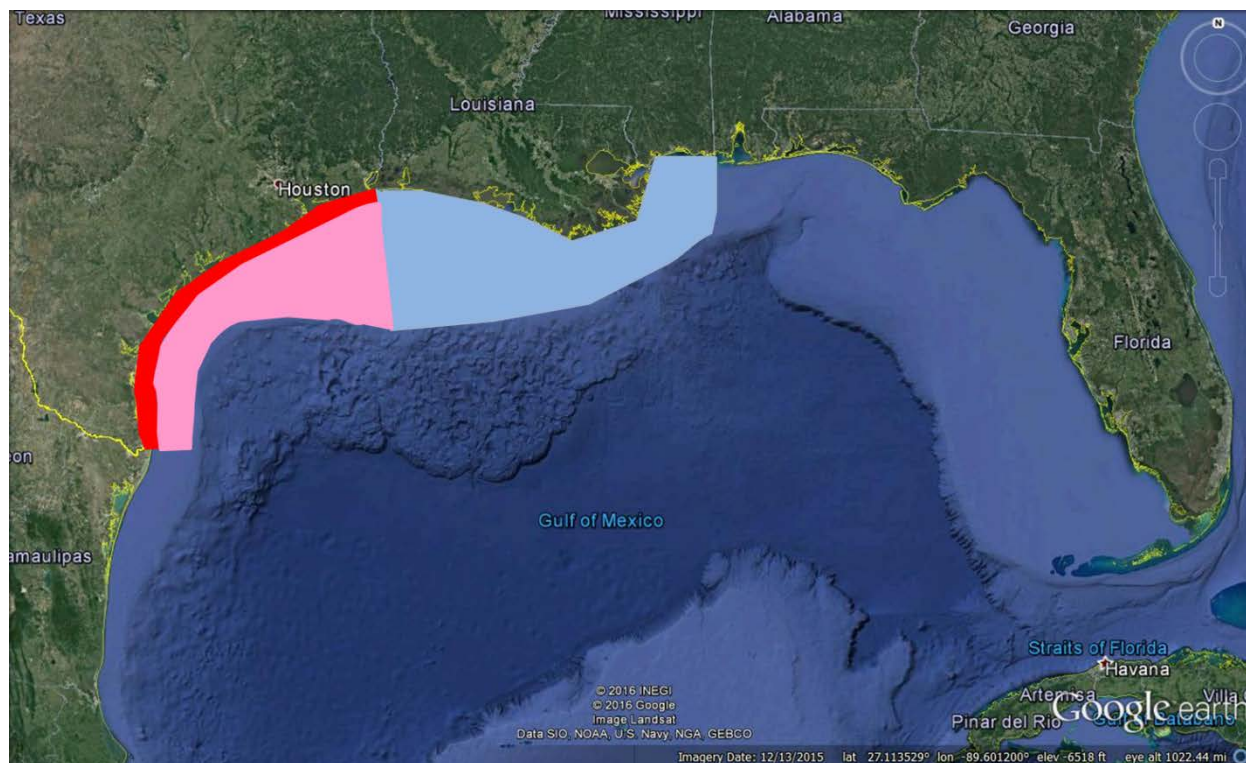 Texas
Mississippi
Alabama
Georgia
N
Louisiana
Houston
Florida
eon
Gulf of Mexico
amaulipas
Straits of Florida
Havana
© 2016 INEGI
© 2016 Google
Image Landsat
Data SIO, NOAA, U.S. Navy, NGA, GEBCO
Artemisa
Google earth
Pinar del Rio
Imagery Date: 12/13/2015 lat 27.113529° lon -89.601200° elev -6518 ft eye alt 1022.44 mi